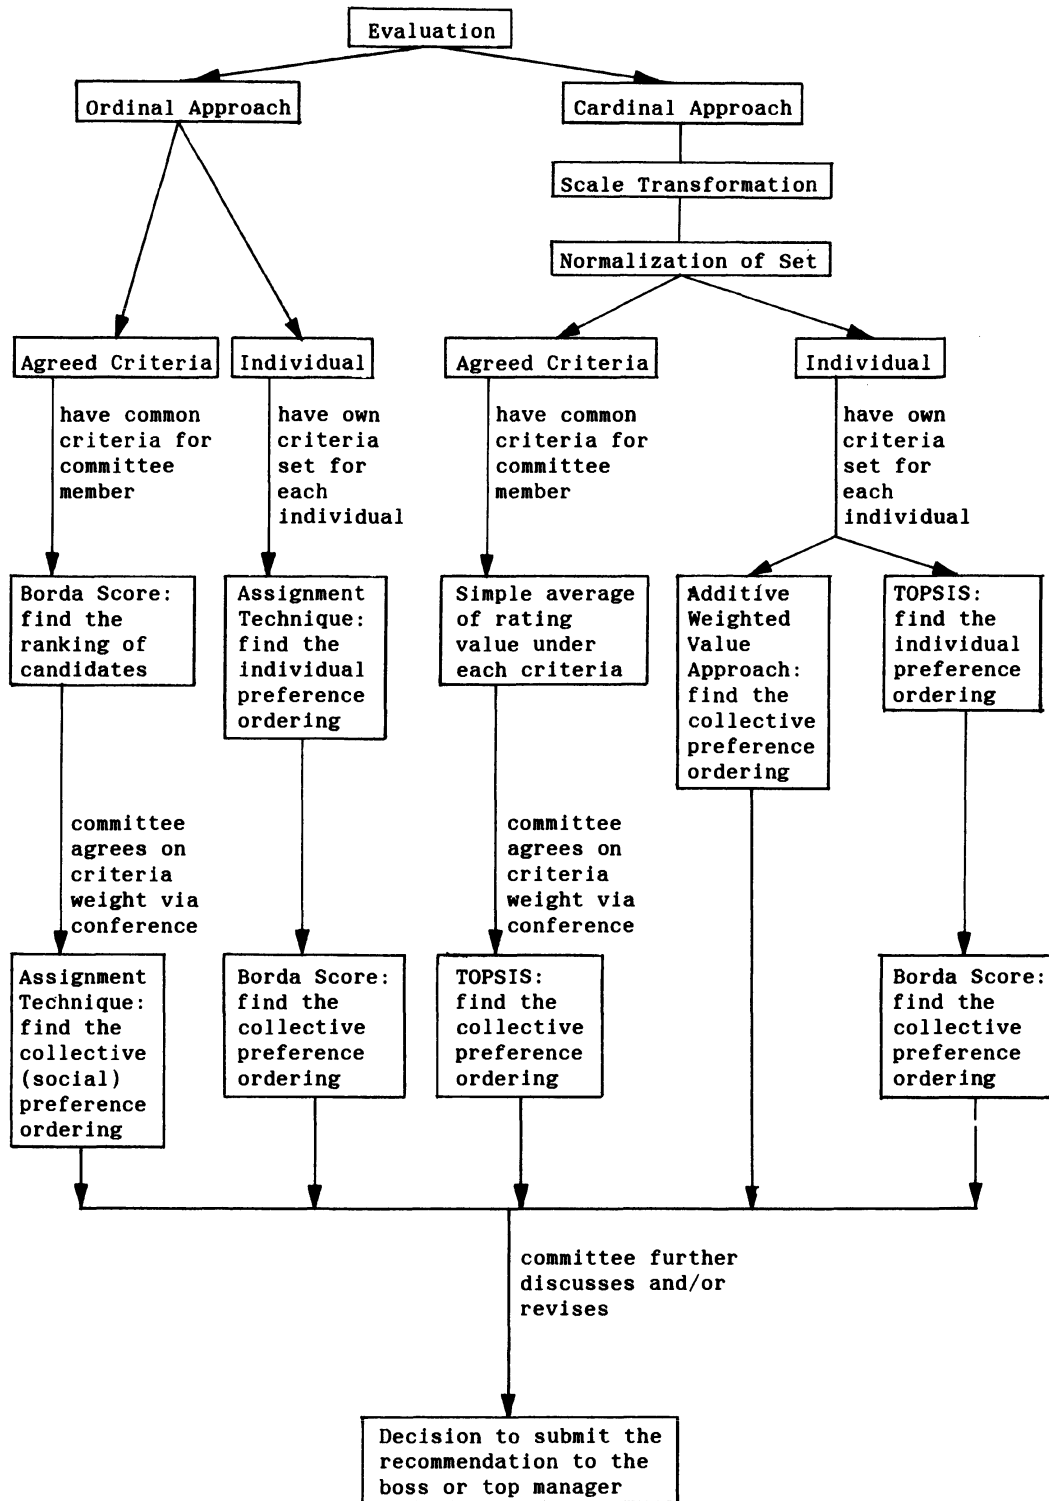 Evaluation
Ordinal Approach
Cardinal Approach
Scale Transformation
Normalization of Set
Agreed Criteria
Individual
Agreed Criteria
Individual
have common
criteria for
committee
member
have own
criteria
set for
each
individual
have common
criteria for
committee
member
have own
criteria
set for
each
individual
Borda Score:
find the
ranking of
candidates
Assignment
Technique:
find the
individual
preference
ordering
Simple average
of rating
value under
each criteria
Additive
Weighted
Value
Approach:
find the
collective
preference
ordering
TOPSIS:
find the
individual
preference
ordering
committee
agrees on
criteria
weight via
conference
committee
agrees on
criteria
weight via
conference
Assignment
Technique:
find the
collective
(social)
preference
ordering
Borda Score:
find the
collective
preference
ordering
TOPSIS:
find the
collective
preference
ordering
Borda Score:
find the
collective
preference
ordering
committee further
discusses and/or
revises
Decision to submit the
recommendation to the
boss or top manager